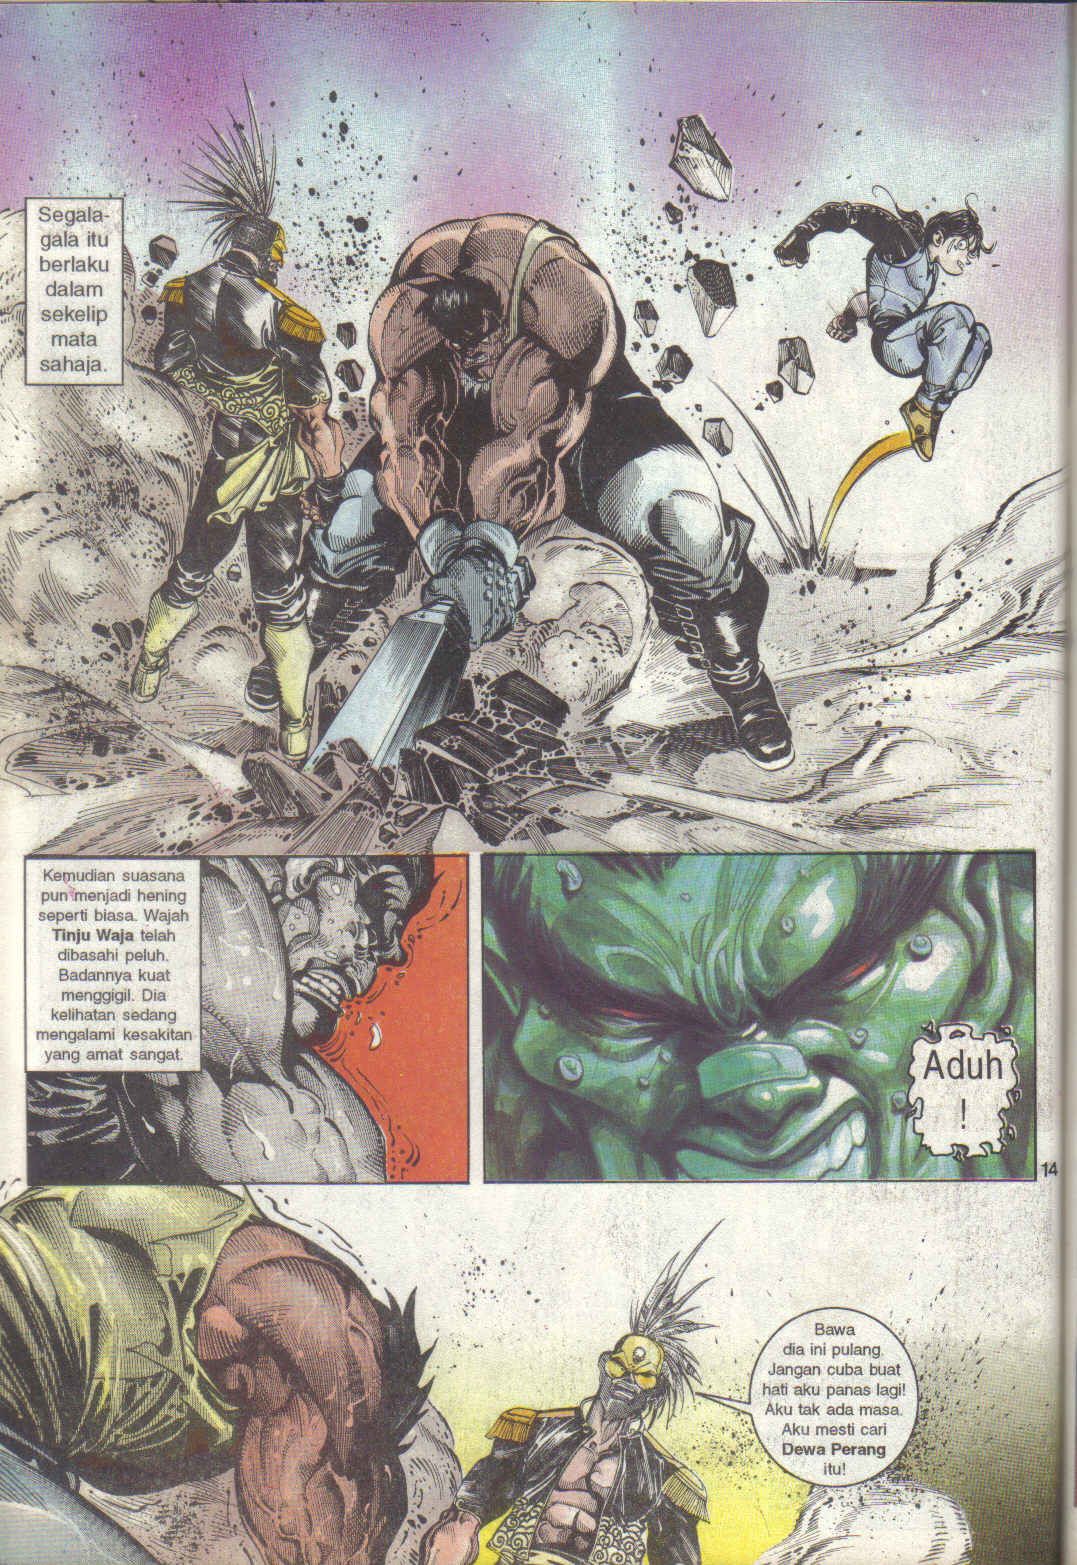 Segala-
gala itu
berlaku
dalam
sekelip
mata
sahaja.
Kemudian suasana
pun menjadi hening
seperti biasa. Wajah
Tinju Waja telah
dibasahi peluh.
Badannya kuat
menggigil. Dia
kelihatan sedang
mengalami kesakitan
yang amat sangat.
Aduh
!
14
Bawa
dia ini pulang.
Jangan cuba buat
hati aku panas lagi!
Aku tak ada masa.
Aku mesti cari
Dewa Perang
itu!